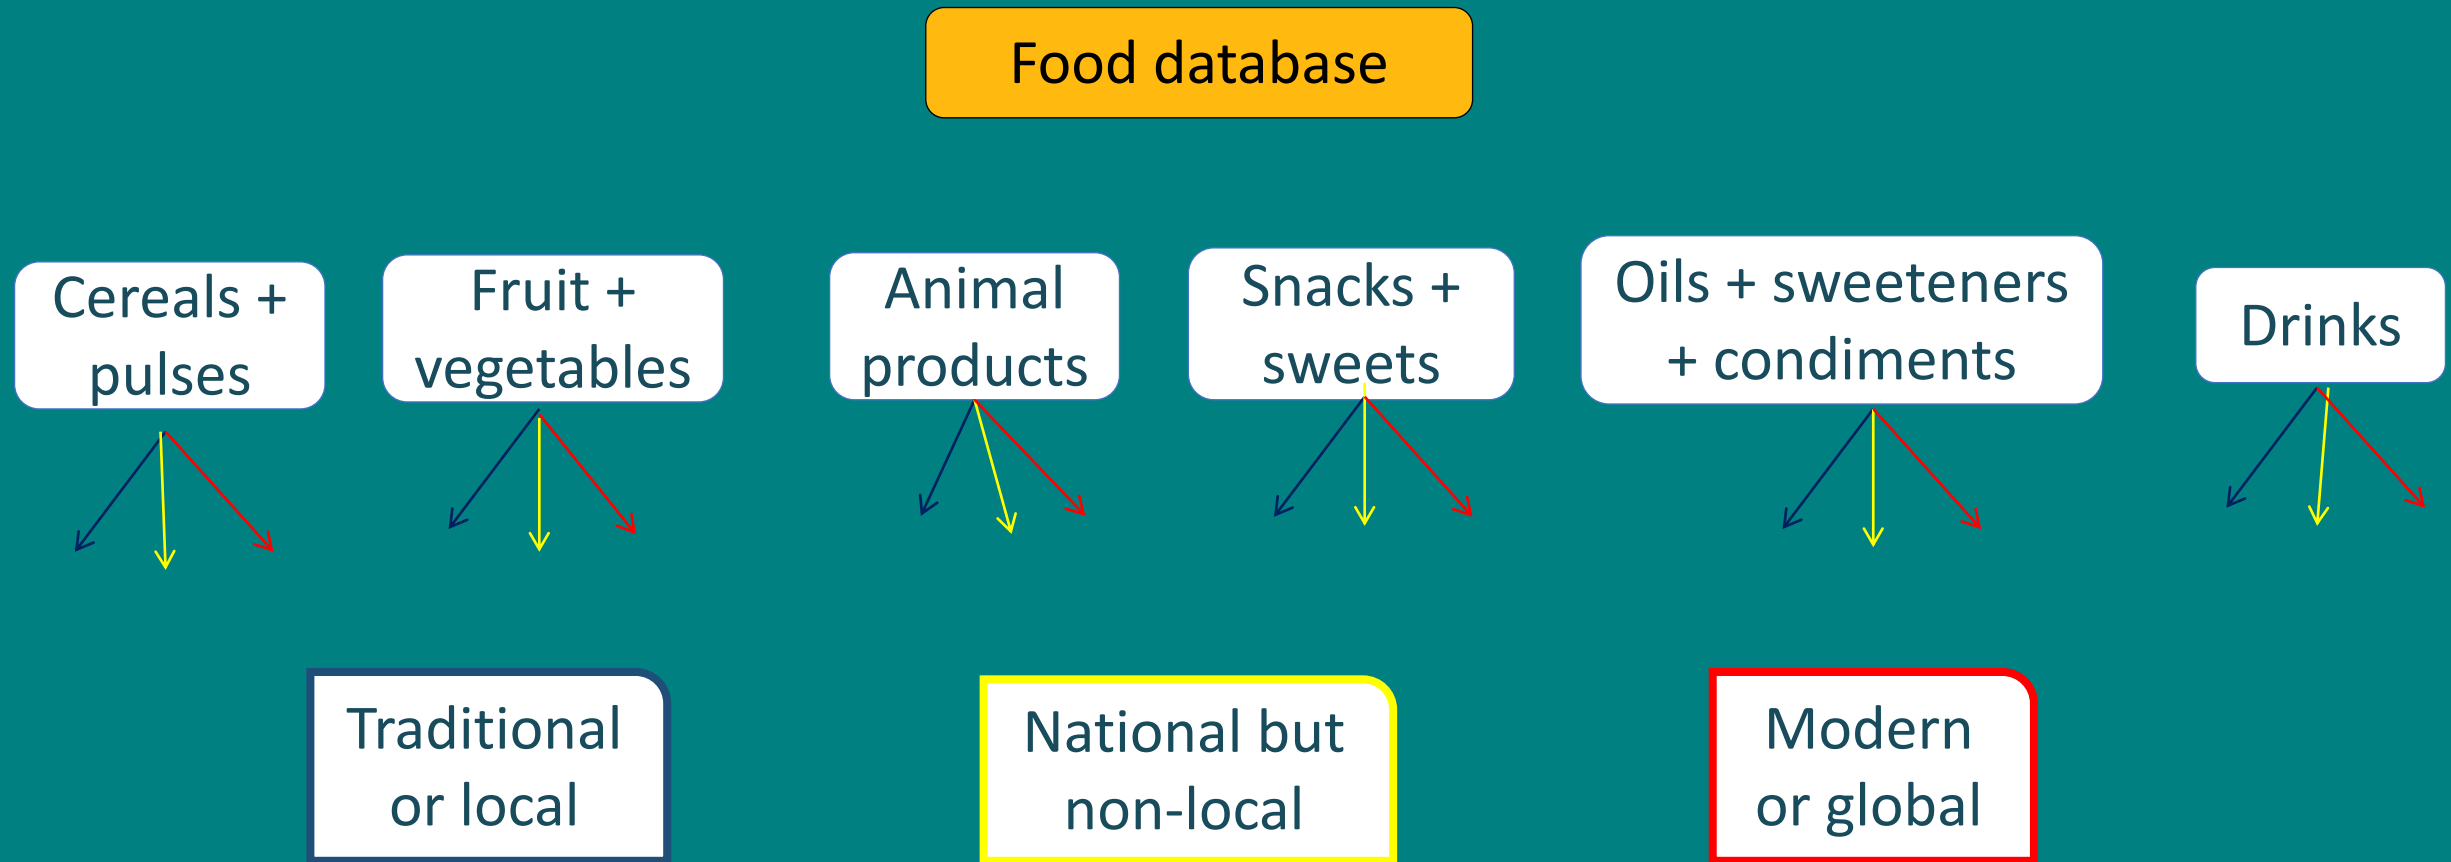 Food database
Cereals +
pulses
Fruit +
vegetables
Animal
products
Snacks +
sweets
Oils + sweeteners
+ condiments
Drinks
Traditional
or local
National but
non-local
Modern
or global